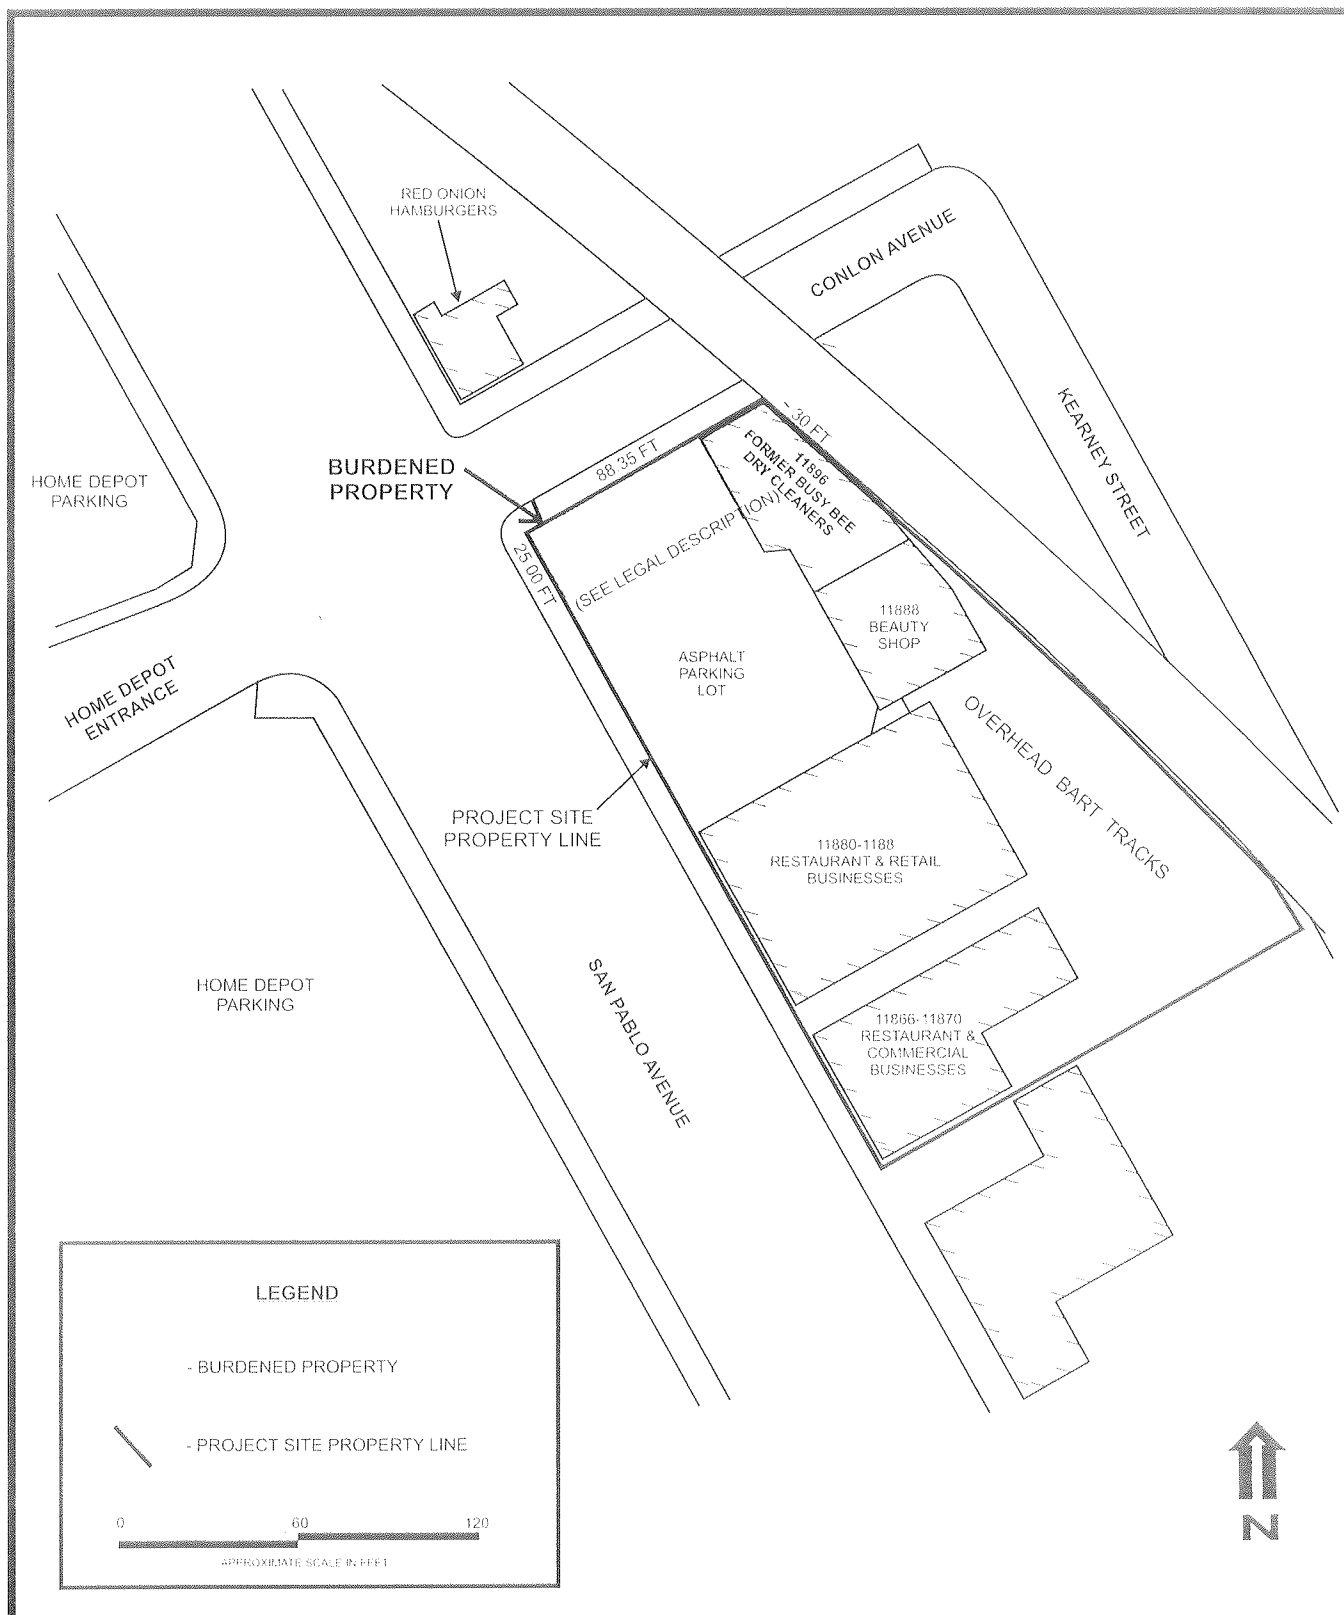 RED ONION
HAMBURGERS
CONLON AVENUE
KEARNEY STREET
~ 30 FT
88.35 FT
11896
FORMER BUSY BEE
DRY CLEANERS
BURDENED
PROPERTY
HOME DEPOT
PARKING
25.00 FT
(SEE LEGAL DESCRIPTION)
11888
BEAUTY
SHOP
ASPHALT
PARKING
LOT
HOME DEPOT
ENTRANCE
OVERHEAD BART TRACKS
PROJECT SITE
PROPERTY LINE
11880-1188
RESTAURANT & RETAIL
BUSINESSES
HOME DEPOT
PARKING
SAN PABLO AVENUE
11866-11870
RESTAURANT &
COMMERCIAL
BUSINESSES
LEGEND
- BURDENED PROPERTY
- PROJECT SITE PROPERTY LINE
0 60 120
APPROXIMATE SCALE IN FEET
N